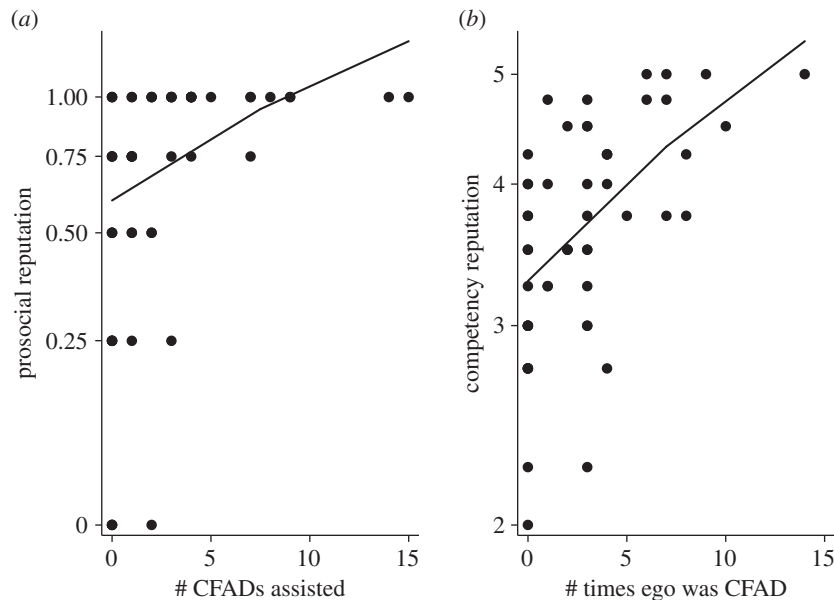 (a)
prosocial reputation
1.00
0.75
0.50
0.25
0
0 5 10 15
# CFADs assisted
(b)
competency reputation
5
4
3
2
0 5 10 15
# times ego was CFAD